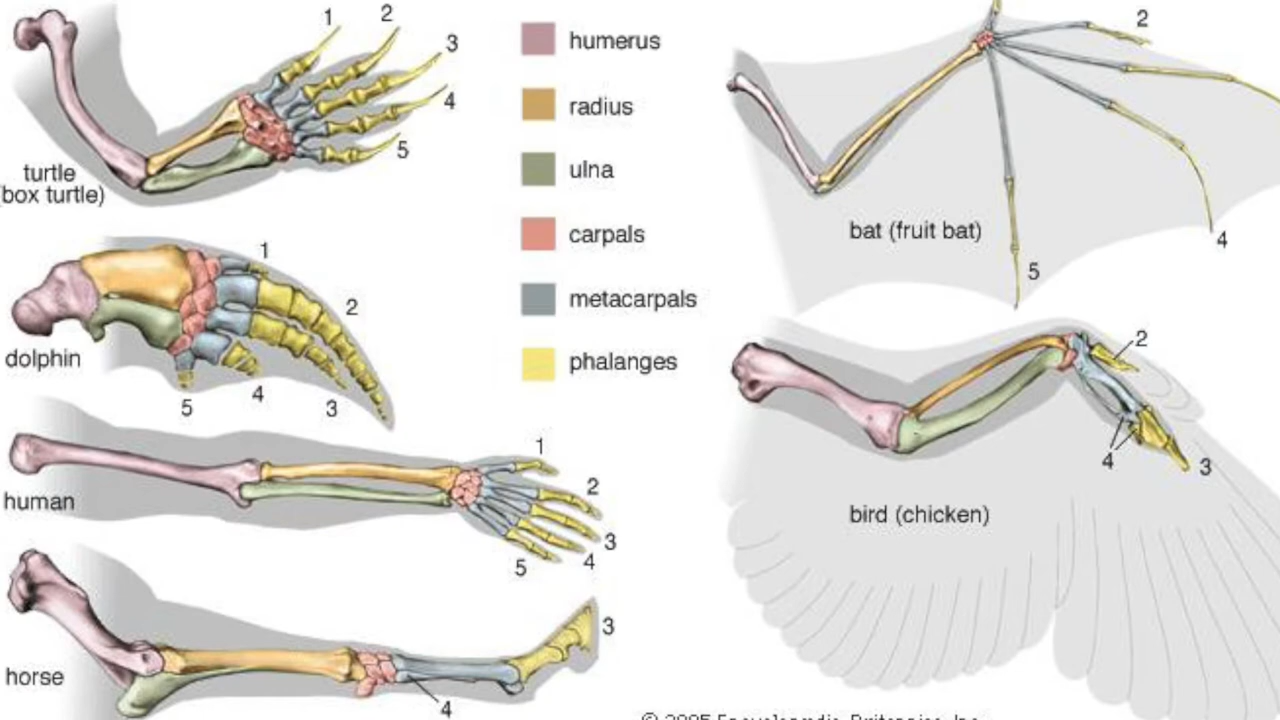 1
2
3
4
5
turtle
(box turtle)
humerus
radius
ulna
carpals
metacarpals
phalanges
1
2
3
4
5
dolphin
1
2
3
4
5
human
3
4
horse
2
4
5
bat (fruit bat)
2
3
4
bird (chicken)